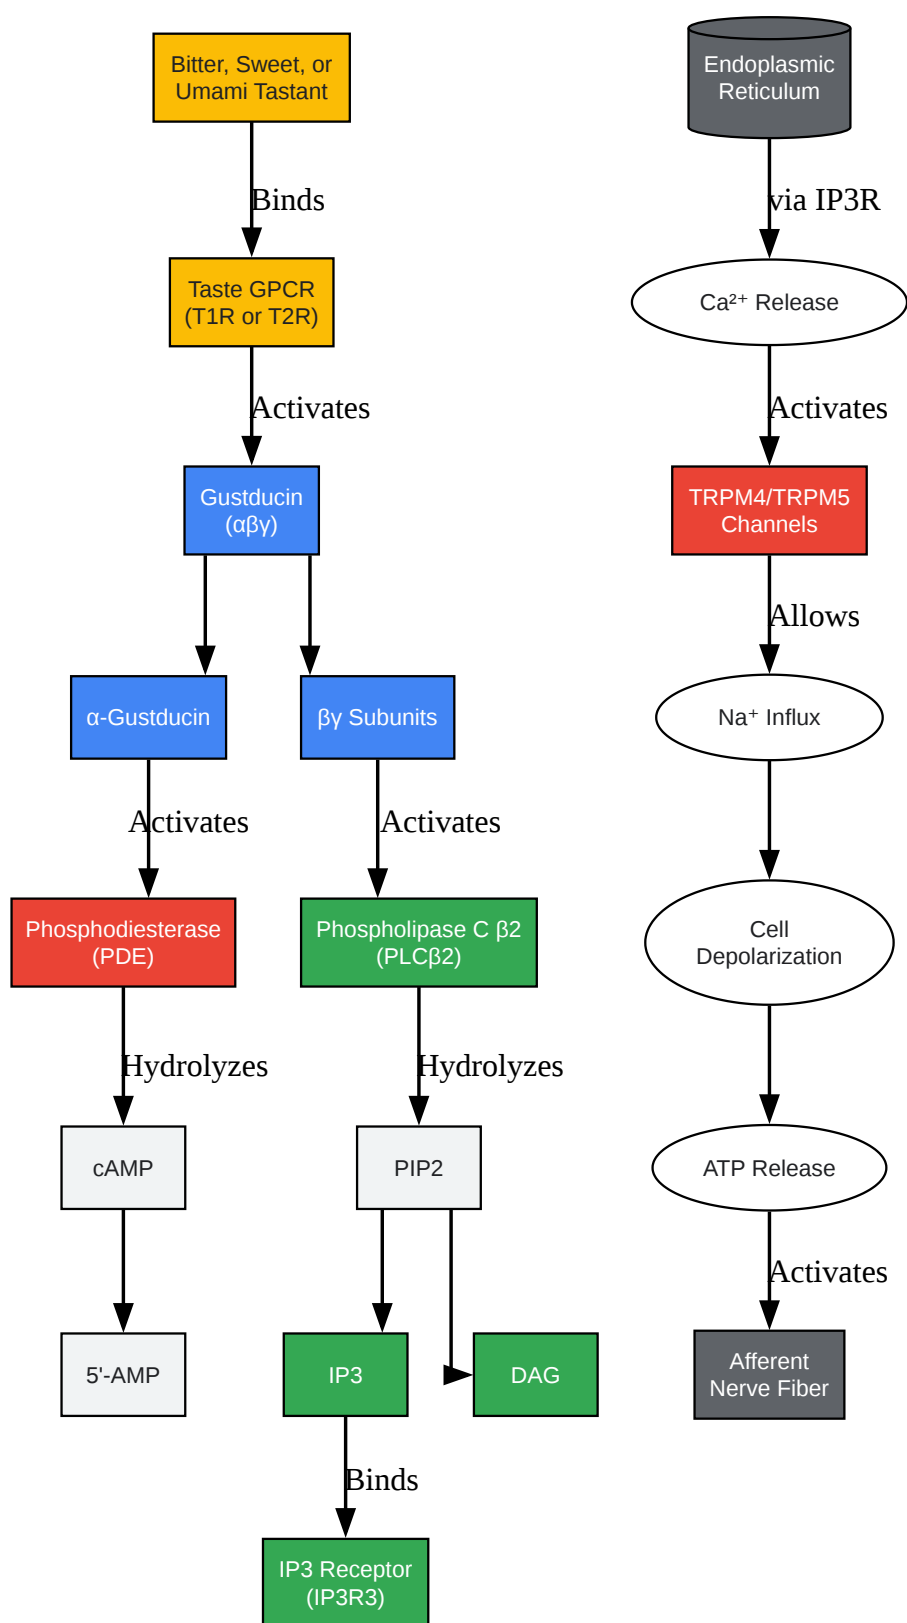 Bitter, Sweet, or
Umami Tastant
Binds
Taste GPCR
(T1R or T2R)
Activates
Gustducin
(αβγ)
α-Gustducin
βγ Subunits
Activates
Activates
Phosphodiesterase
(PDE)
Phospholipase C β2
(PLCβ2)
Hydrolyzes
Hydrolyzes
cAMP
PIP2
5'-AMP
IP3
DAG
Binds
IP3 Receptor
(IP3R3)
Endoplasmic
Reticulum
via IP3R
Ca²⁺ Release
Activates
TRPM4/TRPM5
Channels
Allows
Na⁺ Influx
Cell
Depolarization
ATP Release
Activates
Afferent
Nerve Fiber